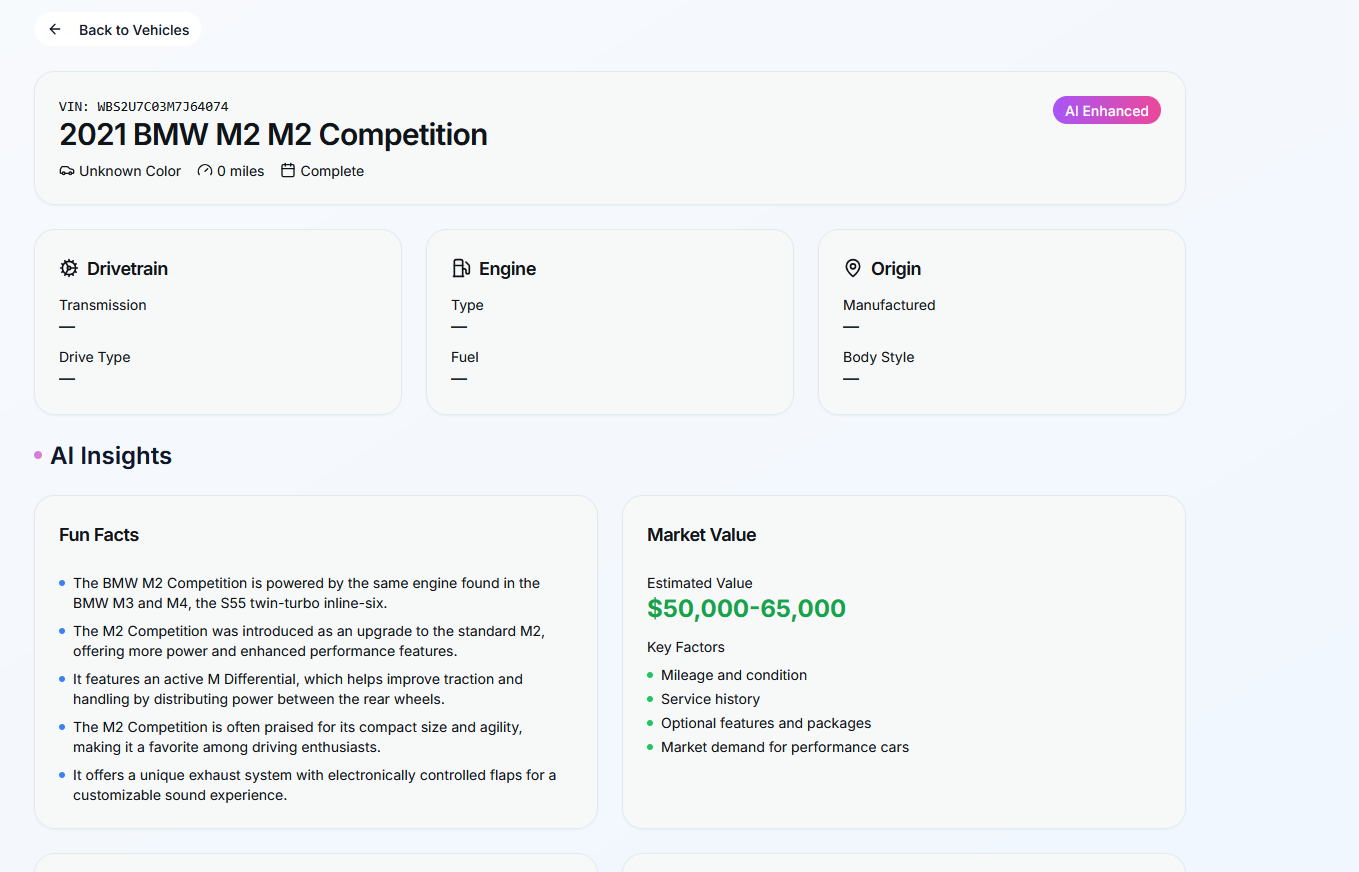 Back to Vehicles
VIN: WBS2U7C03M7J64074
AI Enhanced
2021 BMW M2 M2 Competition
Unknown Color 0 miles Complete
Drivetrain
Transmission
—
Drive Type
—
Engine
Type
—
Fuel
—
Origin
Manufactured
—
Body Style
—
AI Insights
Fun Facts
The BMW M2 Competition is powered by the same engine found in the
BMW M3 and M4, the S55 twin-turbo inline-six.
The M2 Competition was introduced as an upgrade to the standard M2,
offering more power and enhanced performance features.
It features an active M Differential, which helps improve traction and
handling by distributing power between the rear wheels.
The M2 Competition is often praised for its compact size and agility,
making it a favorite among driving enthusiasts.
It offers a unique exhaust system with electronically controlled flaps for a
customizable sound experience.
Market Value
Estimated Value
$50,000-65,000
Key Factors
Mileage and condition
Service history
Optional features and packages
Market demand for performance cars